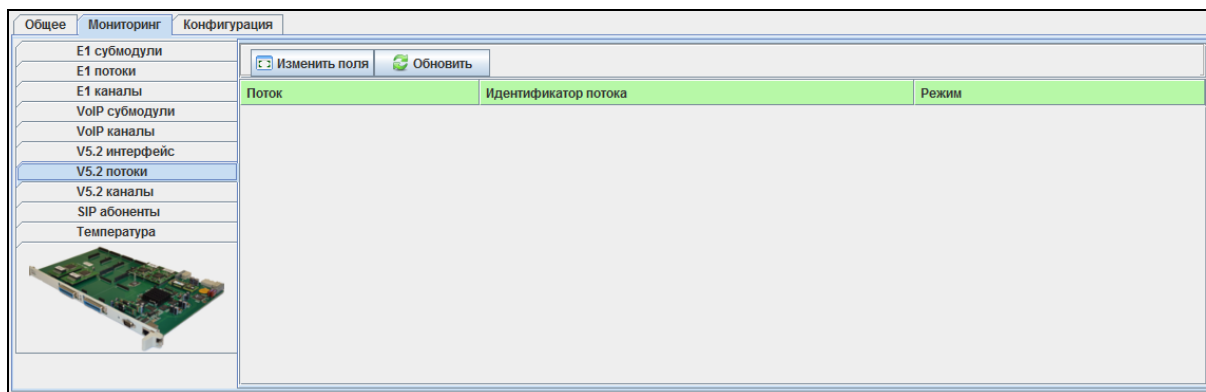 Общее Мониторинг Конфигурация
E1 субмодули
E1 потоки
E1 каналы
VoIP субмодули
VoIP каналы
V5.2 интерфейс
V5.2 потоки
V5.2 каналы
SIP абоненты
Температура
Изменить поля Обновить
Поток Идентификатор потока Режим